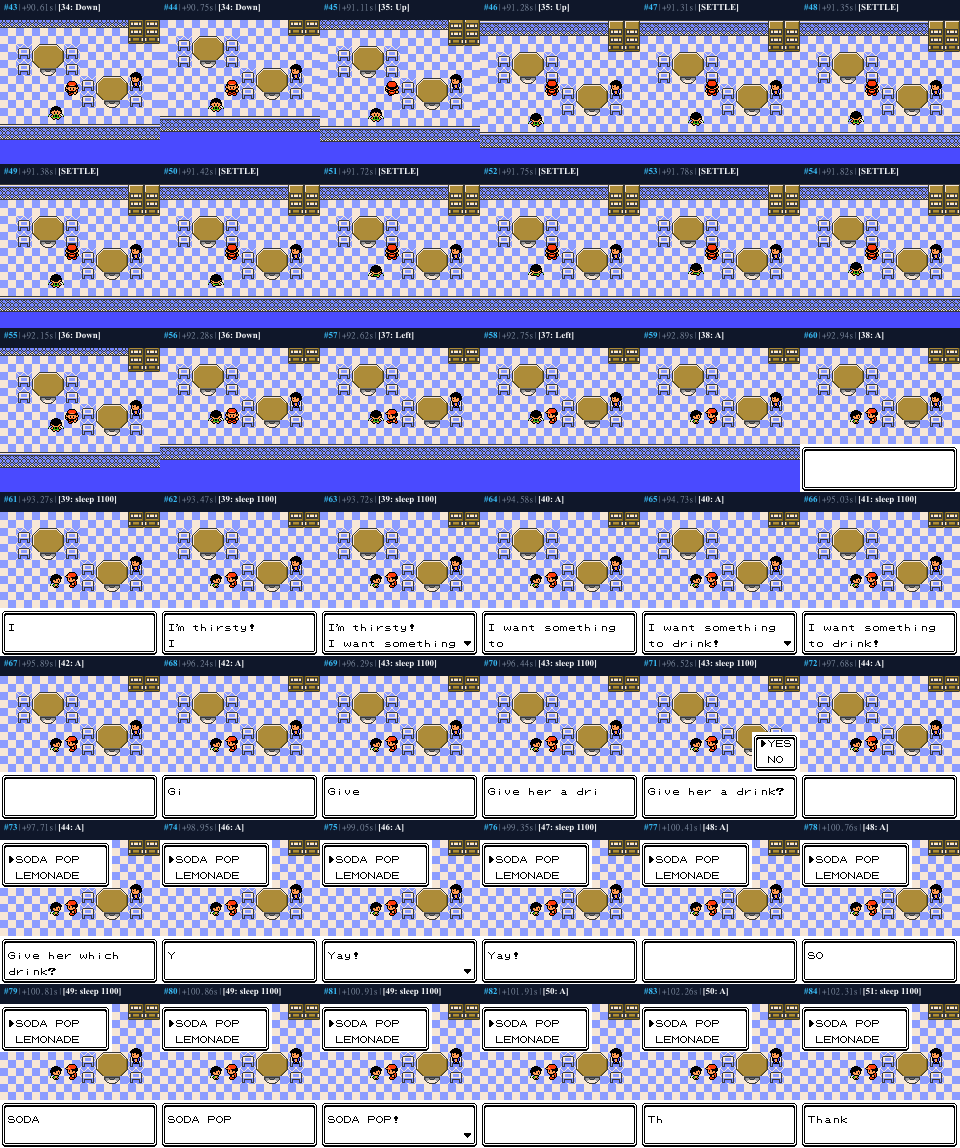 #43|+90.61s| [34: Down]
#44|+90.75s| [34: Down]
#45|+91.11s| [35: Up]
#46|+91.28s| [35: Up]
#47|+91.31s| [SETTLE]
#48|+91.35s| [SETTLE]
#49|+91.38s| [SETTLE]
#50|+91.42s| [SETTLE]
#51|+91.72s| [SETTLE]
#52|+91.75s| [SETTLE]
#53|+91.78s| [SETTLE]
#54|+91.82s| [SETTLE]
#55|+92.15s| [36: Down]
#56|+92.28s| [36: Down]
#57|+92.62s| [37: Left]
#58|+92.75s| [37: Left]
#59|+92.89s| [38: A]
#60|+92.94s| [38: A]
#61|+93.27s| [39: sleep 1100]
I
#62|+93.47s| [39: sleep 1100]
I'm thirsty!
I
#63|+93.72s| [39: sleep 1100]
I'm thirsty!
I want something ▼
#64|+94.58s| [40: A]
I want something
to
#65|+94.73s| [40: A]
I want something
to drink! ▼
#66|+95.03s| [41: sleep 1100]
I want something
to drink!
#67|+95.89s| [42: A]
#68|+96.24s| [42: A]
Gi
#69|+96.29s| [43: sleep 1100]
Give
#70|+96.44s| [43: sleep 1100]
Give her a dri
#71|+96.52s| [43: sleep 1100]
▶YES
NO
Give her a drink?
#72|+97.68s| [44: A]
#73|+97.71s| [44: A]
▶SODA POP
LEMONADE
Give her which
drink?
#74|+98.95s| [46: A]
▶SODA POP
LEMONADE
Y
#75|+99.05s| [46: A]
▶SODA POP
LEMONADE
Yay!
▼
#76|+99.35s| [47: sleep 1100]
▶SODA POP
LEMONADE
Yay!
#77|+100.41s| [48: A]
▶SODA POP
LEMONADE
#78|+100.76s| [48: A]
▶SODA POP
LEMONADE
SO
#79|+100.81s| [49: sleep 1100]
▶SODA POP
LEMONADE
SODA
#80|+100.86s| [49: sleep 1100]
▶SODA POP
LEMONADE
SODA POP
#81|+100.91s| [49: sleep 1100]
▶SODA POP
LEMONADE
SODA POP!
▼
#82|+101.91s| [50: A]
▶SODA POP
LEMONADE
#83|+102.26s| [50: A]
▶SODA POP
LEMONADE
Th
#84|+102.31s| [51: sleep 1100]
▶SODA POP
LEMONADE
Thank